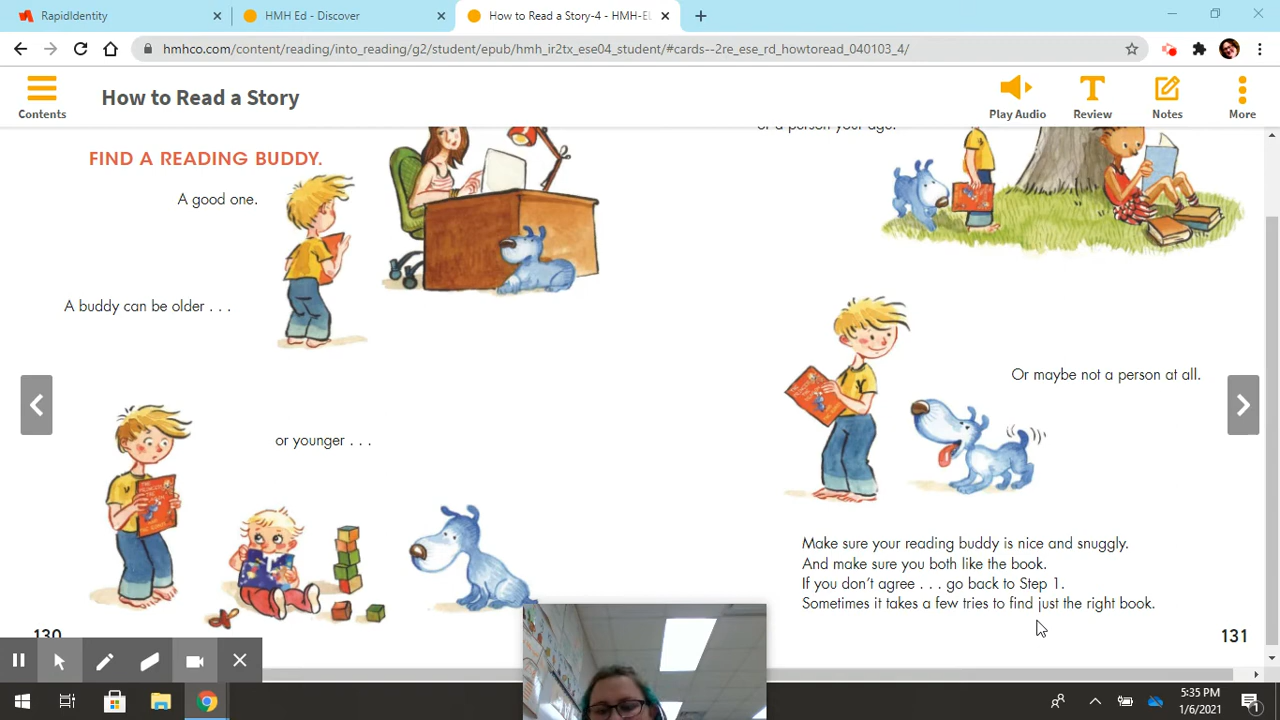 RapidIdentity
HMH Ed - Discover
How to Read a Story-4 - HMH-EL
hmhco.com/content/reading/into_reading/g2/student/epub/hmh_ir2tx_ese04_student/#cards--2re_ese_rd_howtoread_040103_4/
Contents
How to Read a Story
Play Audio
Review
Notes
More
FIND A READING BUDDY.
A good one.
A buddy can be older . . .
or younger . . .
130
or a person your age.
Or maybe not a person at all.
Make sure your reading buddy is nice and snuggly.
And make sure you both like the book.
If you don't agree . . . go back to Step 1.
Sometimes it takes a few tries to find just the right book.
131
5:35 PM
1/6/2021
1